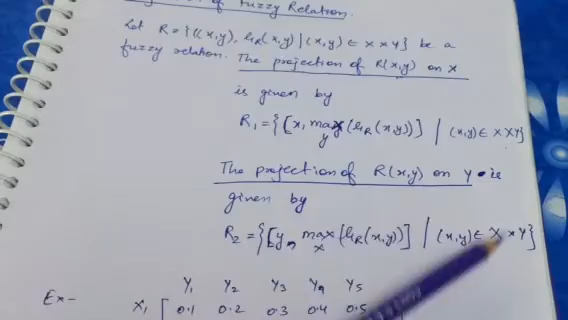 of Fuzzy Relation.
Let R = {((x,y), μR(x,y) | (x,y) ∈ X x Y} be a
fuzzy relation. The projection of R(x,y) on X
is given by
R1 = {[x, max y (μR(x,y))] / (x,y) ∈ X X Y}
The projection of R(x,y) on Y is
given by
R2 = {[y, max x (μR(x,y))] / (x,y) ∈ X x Y}
Ex- Y1 Y2 Y3 Y4 Y5
X1 [ 0.1 0.2 0.3 0.4 0.5